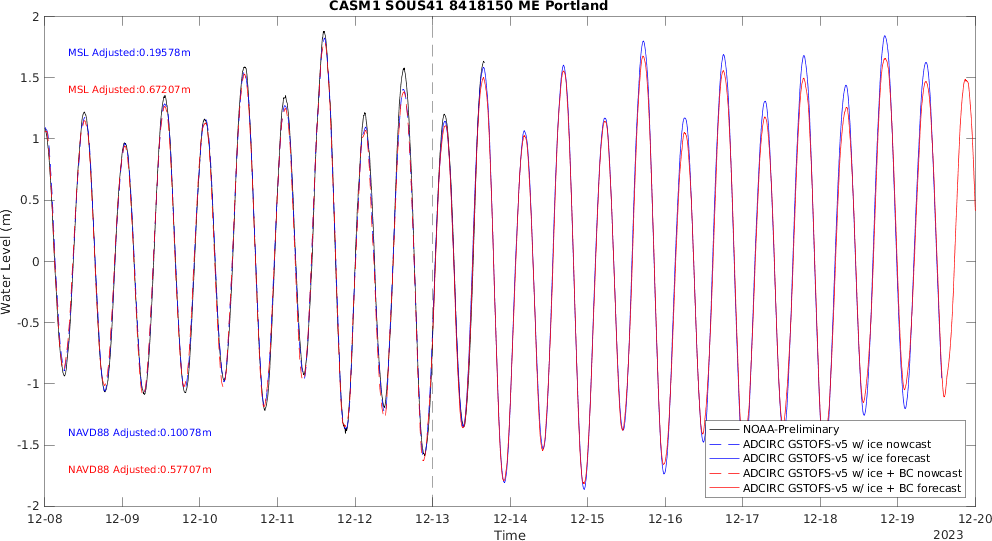 CASM1 SOUS41 8418150 ME Portland
2
1.5
1
0.5
0
-0.5
-1
-1.5
-2
Water Level (m)
MSL Adjusted:0.19578m
MSL Adjusted:0.67207m
NAVD88 Adjusted:0.10078m
NAVD88 Adjusted:0.57707m
NOAA-Preliminary
ADCIRC GSTOFS-v5 w/ ice nowcast
ADCIRC GSTOFS-v5 w/ ice forecast
ADCIRC GSTOFS-v5 w/ ice + BC nowcast
ADCIRC GSTOFS-v5 w/ ice + BC forecast
12-08 12-09 12-10 12-11 12-12 12-13 12-14 12-15 12-16 12-17 12-18 12-19 12-20
Time
2023